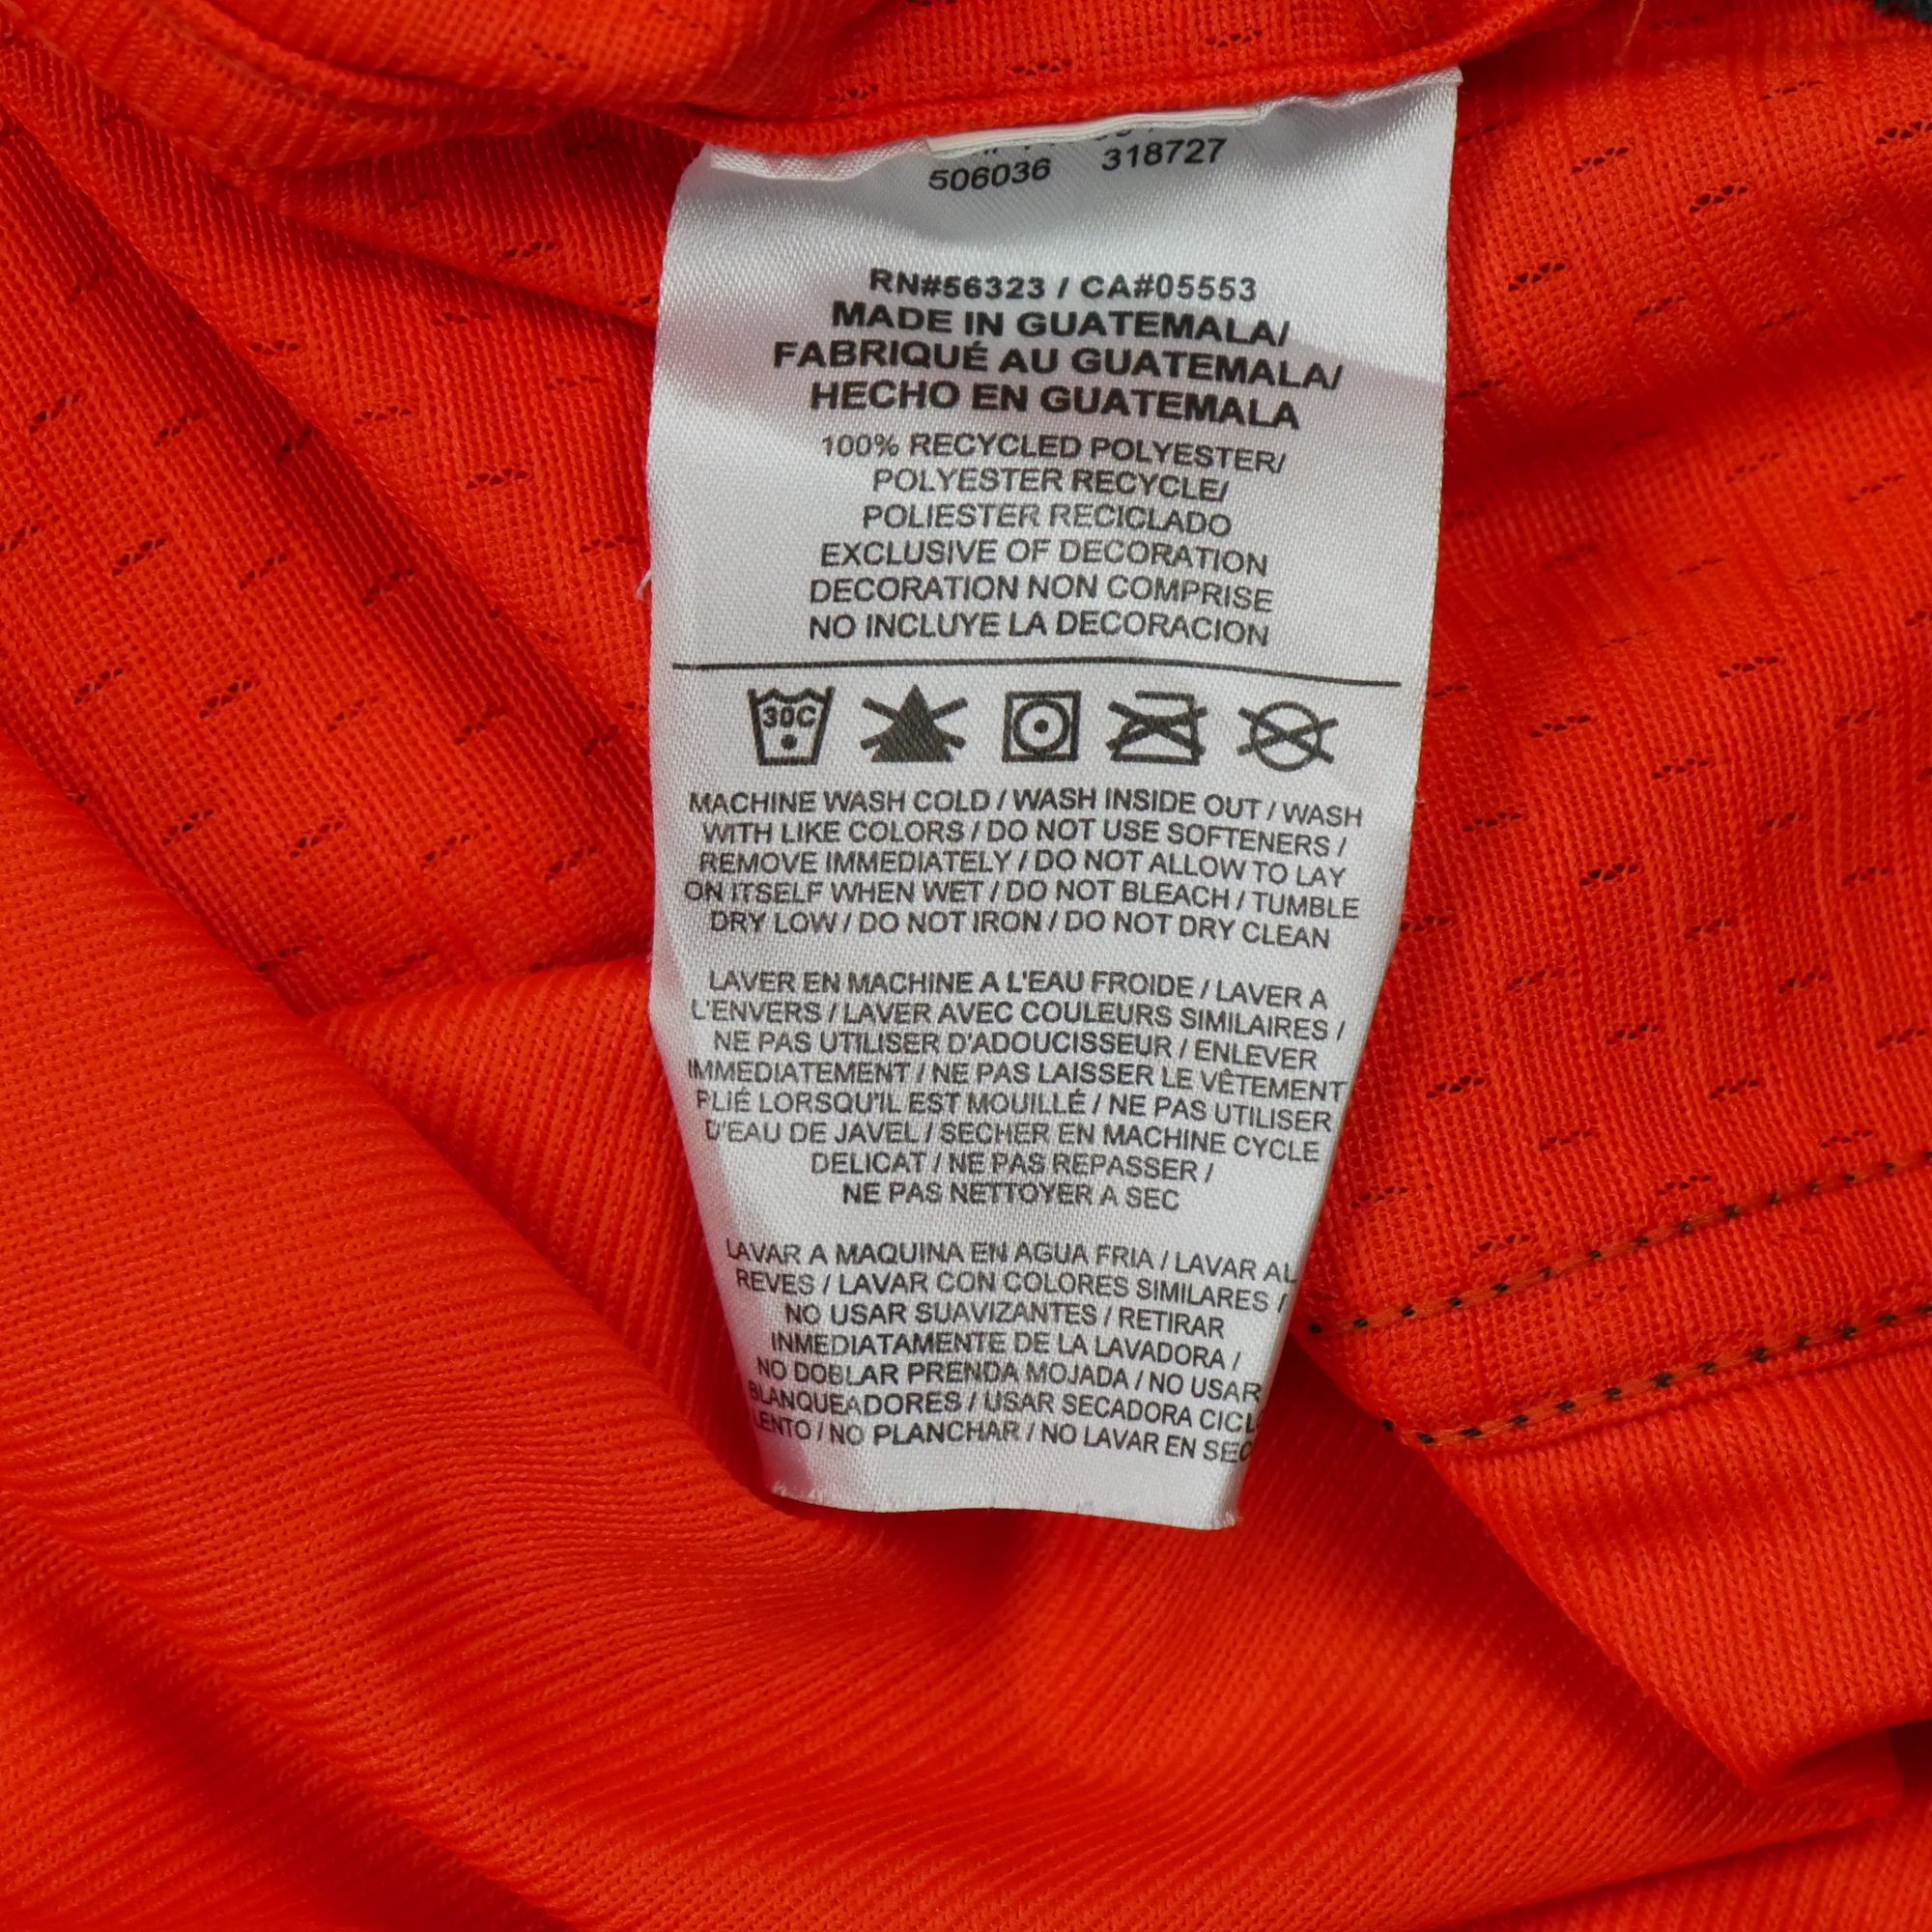 506036 318727
RN#56323 / CA#05553
MADE IN GUATEMALA/
FABRIQUÉ AU GUATEMALA/
HECHO EN GUATEMALA
100% RECYCLED POLYESTER/
POLYESTER RECYCLE/
POLIESTER RECICLADO
EXCLUSIVE OF DECORATION
DECORATION NON COMPRISE
NO INCLUYE LA DECORACION
30C
MACHINE WASH COLD / WASH INSIDE OUT / WASH
WITH LIKE COLORS / DO NOT USE SOFTENERS /
REMOVE IMMEDIATELY / DO NOT ALLOW TO LAY
ON ITSELF WHEN WET / DO NOT BLEACH / TUMBLE
DRY LOW / DO NOT IRON / DO NOT DRY CLEAN
LAVER EN MACHINE A L'EAU FROIDE / LAVER A
L'ENVERS / LAVER AVEC COULEURS SIMILAIRES /
NE PAS UTILISER D'ADOUCISSEUR / ENLEVER
IMMEDIATEMENT / NE PAS LAISSER LE VÊTEMENT
PLIÉ LORSQU'IL EST MOUILLÉ / NE PAS UTILISER
D'EAU DE JAVEL / SECHER EN MACHINE CYCLE
DELICAT / NE PAS REPASSER /
NE PAS NETTOYER A SEC
LAVAR A MAQUINA EN AGUA FRIA / LAVAR AL
REVES / LAVAR CON COLORES SIMILARES /
NO USAR SUAVIZANTES / RETIRAR
INMEDIATAMENTE DE LA LAVADORA /
NO DOBLAR PRENDA MOJADA / NO USAR
BLANQUEADORES / USAR SECADORA CICLO
LENTO / NO PLANCHAR / NO LAVAR EN SECO